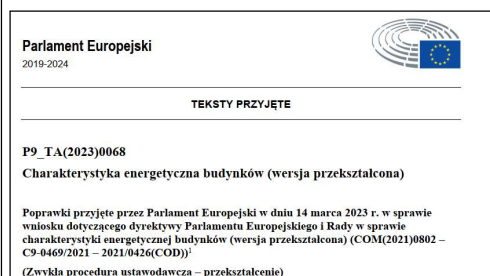 Parlament Europejski
2019-2024
TEKSTY PRZYJĘTE
P9_TA(2023)0068
Charakterystyka energetyczna budynków (wersja przekształcona)
Poprawki przyjęte przez Parlament Europejski w dniu 14 marca 2023 r. w sprawie
wniosku dotyczącego dyrektywy Parlamentu Europejskiego i Rady w sprawie
charakterystyki energetycznej budynków (wersja przekształcona) (COM(2021)0802 –
C9-0469/2021 – 2021/0426(COD))¹
(Zwykła procedura ustawodawcza – przekształcenie)